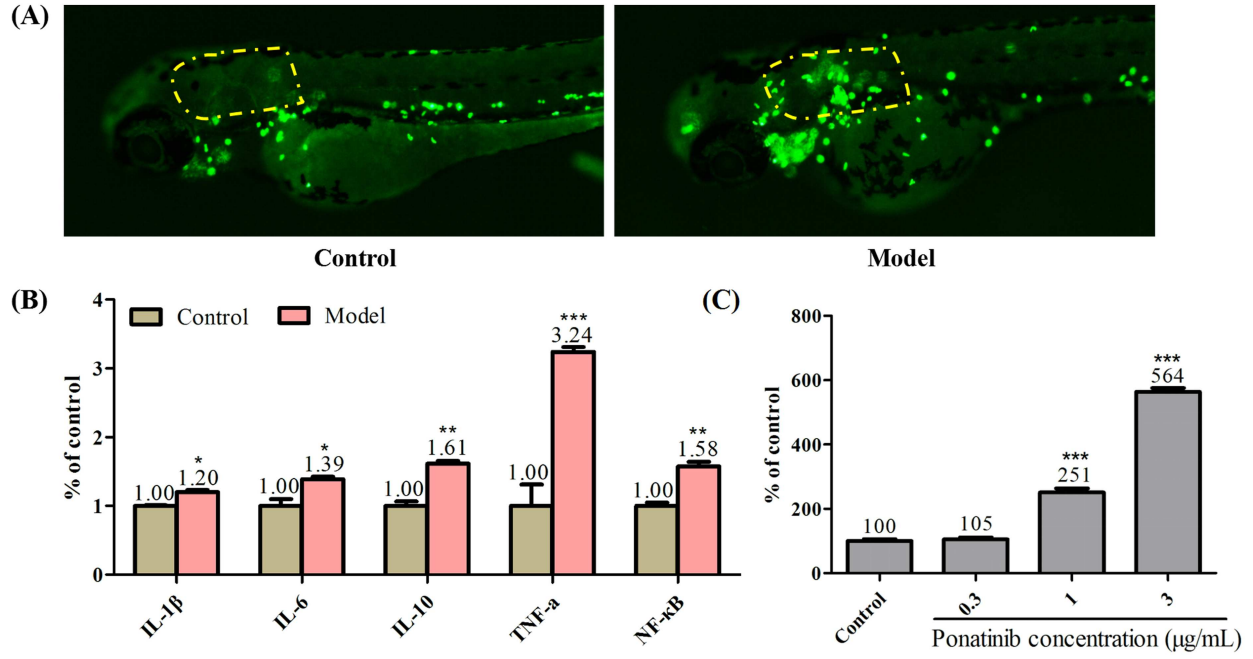 (A)
Control
Model
(B)
% of control
4
3
2
1
0
Control
Model
1.00
*
1.20
1.00
*
1.39
1.00
**
1.61
1.00
***
3.24
1.00
**
1.58
IL-1β
IL-6
IL-10
TNF-a
NF-κB
(C)
% of control
800
600
400
200
0
100
105
***
251
***
564
Control
0.3
1
3
Ponatinib concentration (μg/mL)